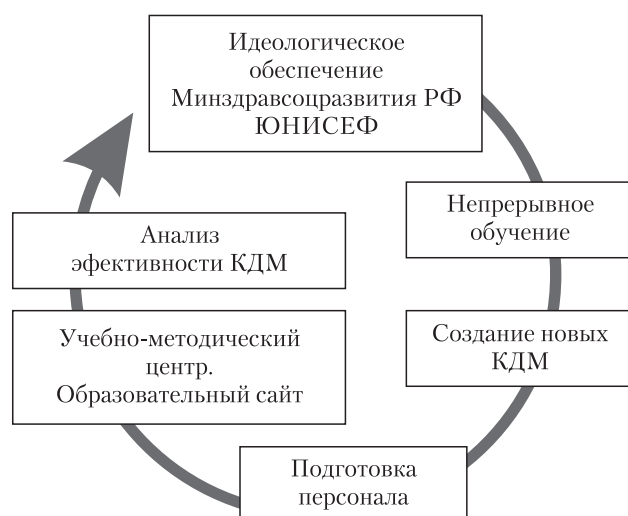 Идеологическое
обеспечение
Минздравсоцразвития РФ
ЮНИСЕФ
Непрерывное
обучение
Создание новых
КДМ
Подготовка
персонала
Учебно-методический
центр.
Образовательный сайт
Анализ
эфективности КДМ